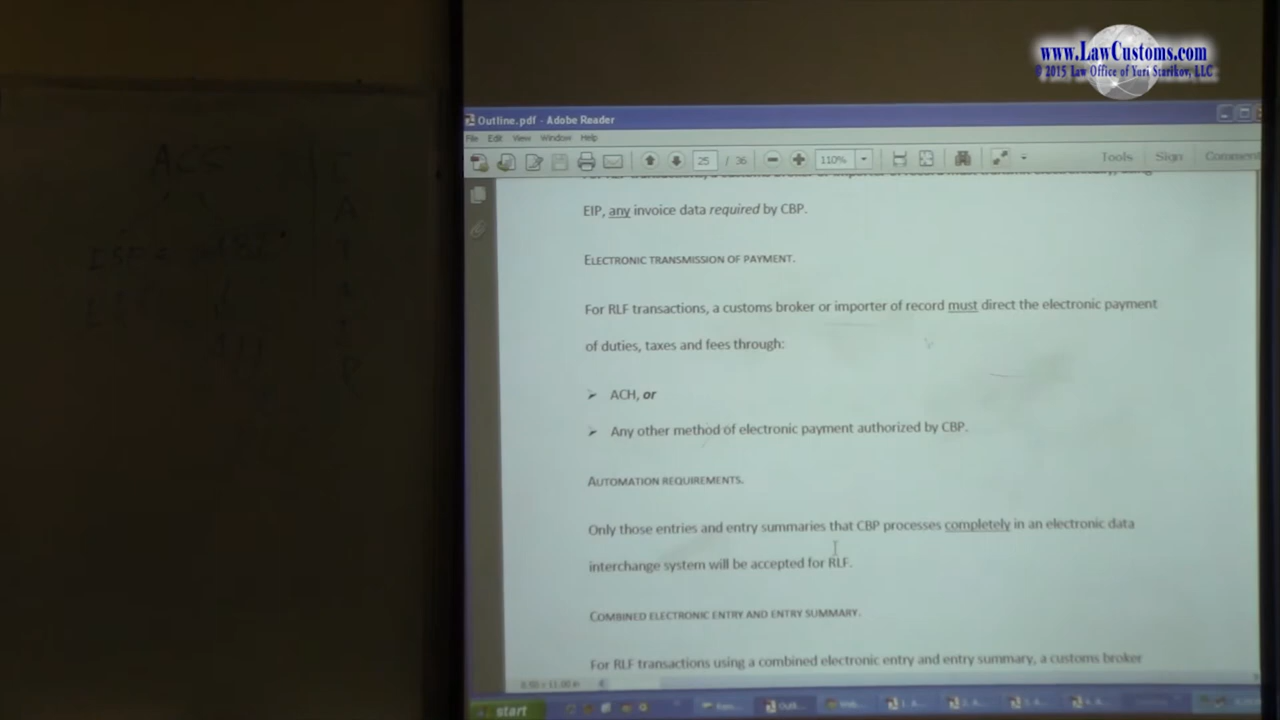 www.LawCustoms.com
© 2015 Law Office of Yuri Starikov, LLC
Outline.pdf - Adobe Reader
File Edit View Window Help
25 / 36 110% Tools Sign Comment
EIP, any invoice data required by CBP.
ELECTRONIC TRANSMISSION OF PAYMENT.
For RLF transactions, a customs broker or importer of record must direct the electronic payment
of duties, taxes and fees through:
➢ ACH, or
➢ Any other method of electronic payment authorized by CBP.
AUTOMATION REQUIREMENTS.
Only those entries and entry summaries that CBP processes completely in an electronic data
interchange system will be accepted for RLF.
COMBINED ELECTRONIC ENTRY AND ENTRY SUMMARY.
For RLF transactions using a combined electronic entry and entry summary, a customs broker
8.50 x 11.00 in
start